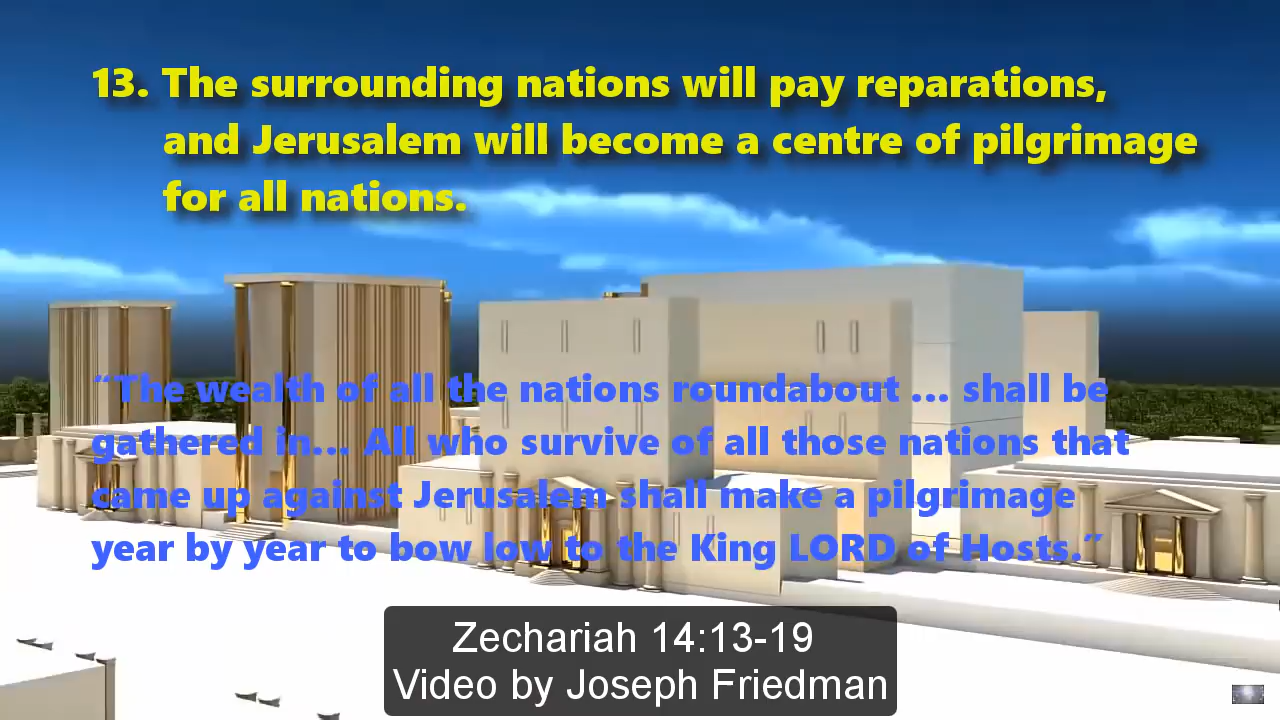 13. The surrounding nations will pay reparations,
and Jerusalem will become a centre of pilgrimage
for all nations.
“The wealth of all the nations roundabout ... shall be
gathered in... All who survive of all those nations that
came up against Jerusalem shall make a pilgrimage
year by year to bow low to the King LORD of Hosts.”
Zechariah 14:13-19
Video by Joseph Friedman